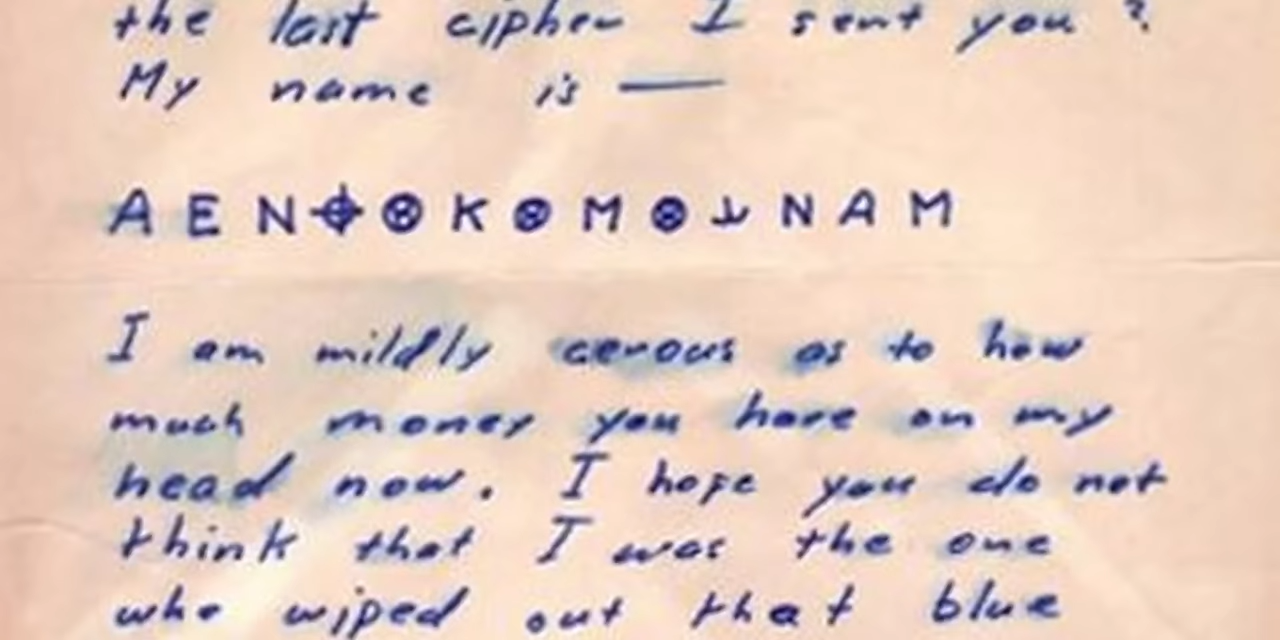 the last cipher I sent you?
My name is —
A E N ⌖ ⊗ K ⊗ M ⊗ ⫝ N A M
I am mildly cerous as to how
much money you have on my
head now. I hope you do not
think that I was the one
who wiped out that blue